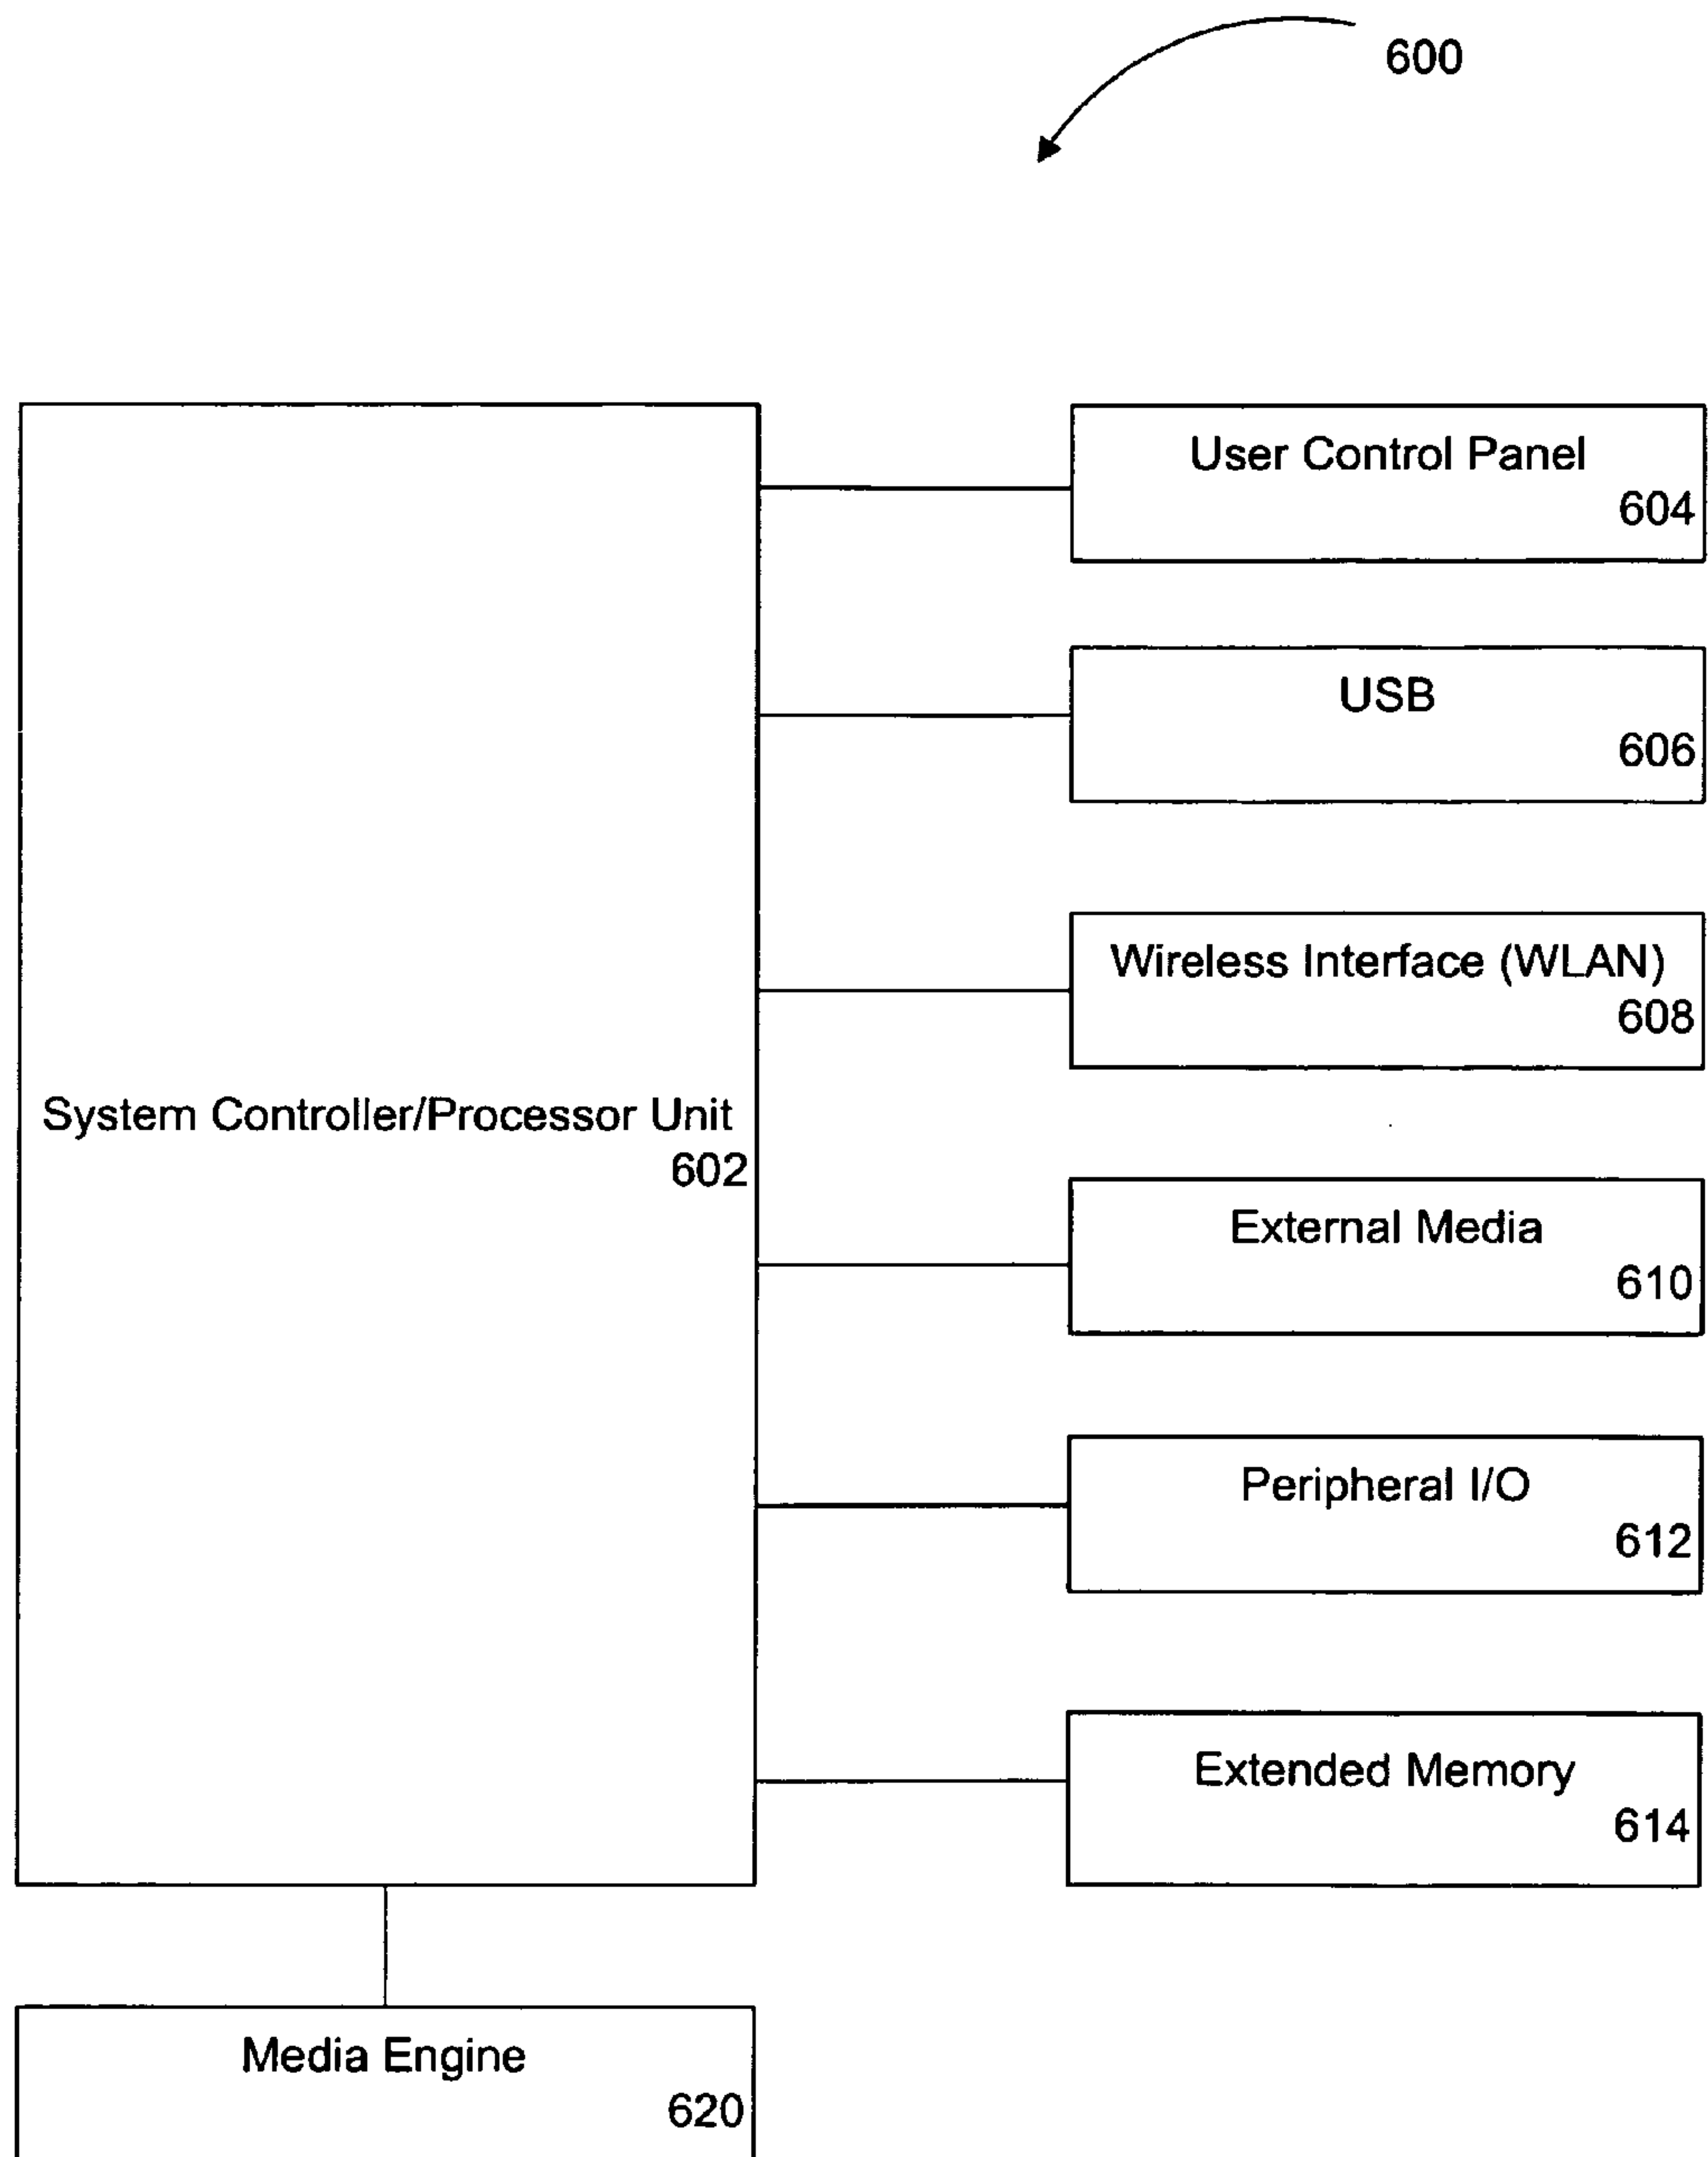 600
User Control Panel
604
USB
606
Wireless Interface (WLAN)
608
System Controller/Processor Unit
602
External Media
610
Peripheral I/O
612
Extended Memory
614
Media Engine
620